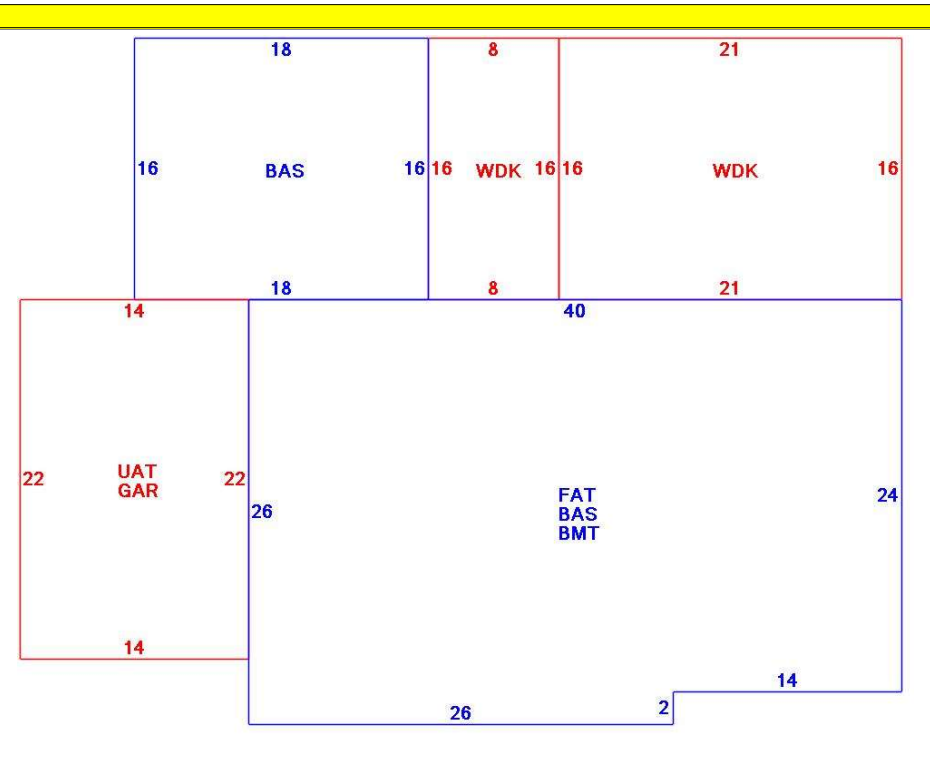 18 8 21
16 BAS 16 16 WDK 16 16 WDK 16
18 8 21
14 40
22 UAT 22
GAR
26 FAT 24
BAS
BMT
14
14
26 2